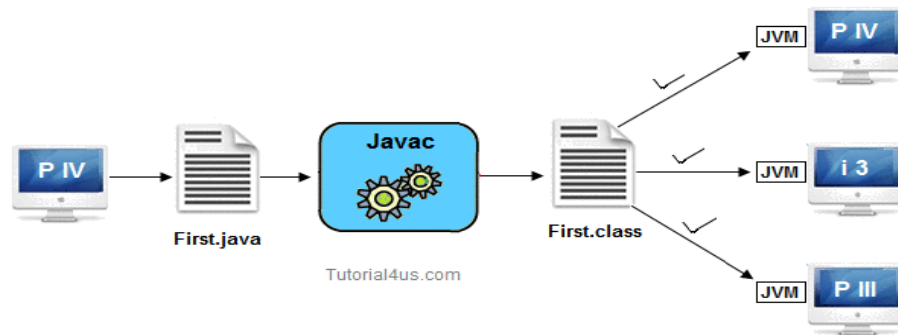 P IV
First.java
Javac
First.class
JVM
P IV
JVM
i 3
JVM
P III
Tutorial4us.com